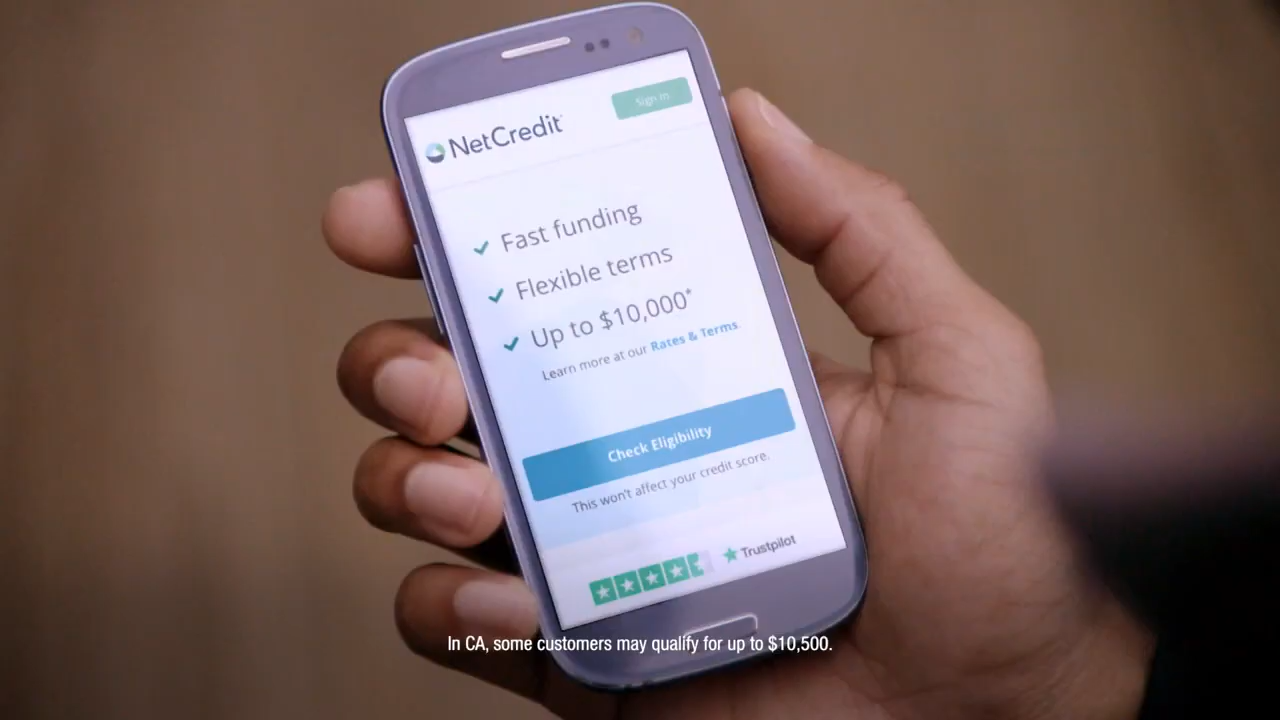 NetCredit
Sign in
Fast funding
Flexible terms
Up to $10,000*
Learn more at our Rates & Terms.
Check Eligibility
This won't affect your credit score.
Trustpilot
In CA, some customers may qualify for up to $10,500.